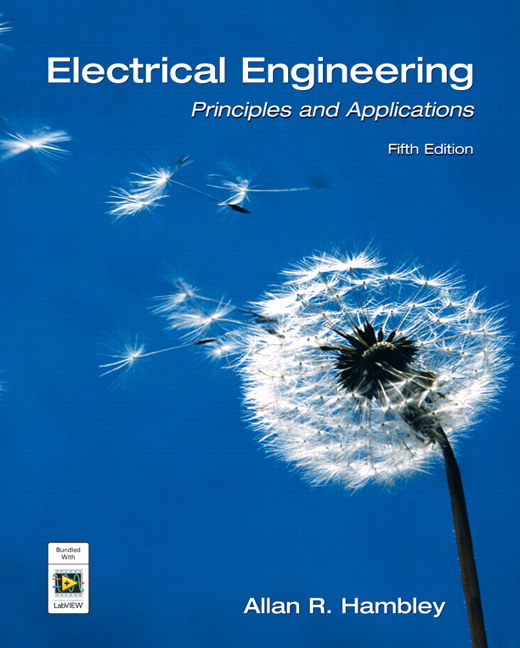 Electrical Engineering
Principles and Applications
Fifth Edition
Bundled
With
LabVIEW
Allan R. Hambley